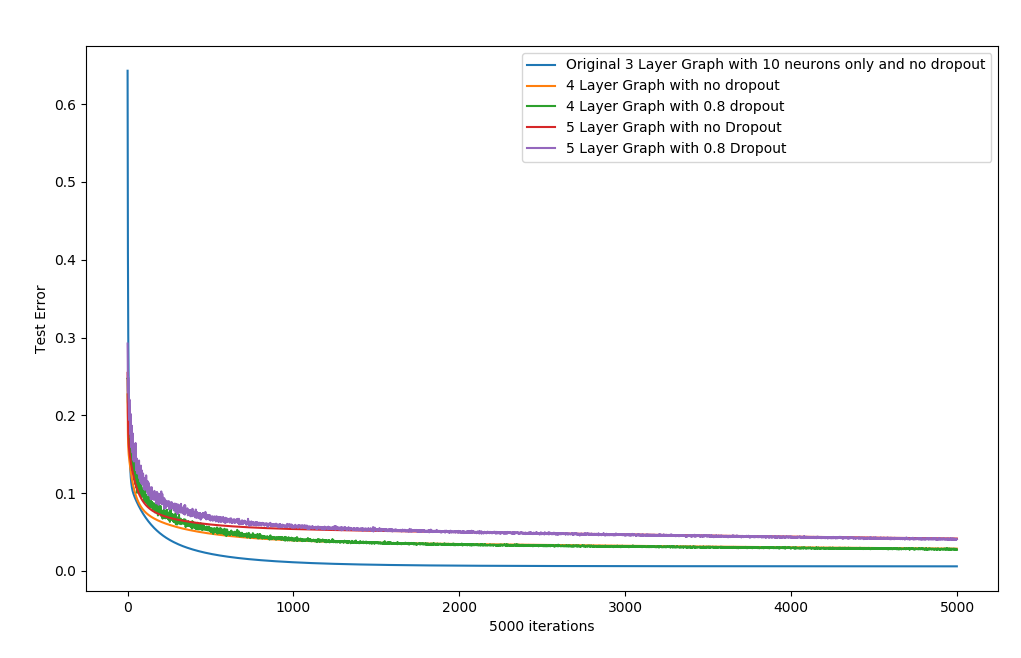 Original 3 Layer Graph with 10 neurons only and no dropout
4 Layer Graph with no dropout
4 Layer Graph with 0.8 dropout
5 Layer Graph with no Dropout
5 Layer Graph with 0.8 Dropout
0.6
0.5
0.4
0.3
0.2
0.1
0.0
Test Error
0 1000 2000 3000 4000 5000
5000 iterations